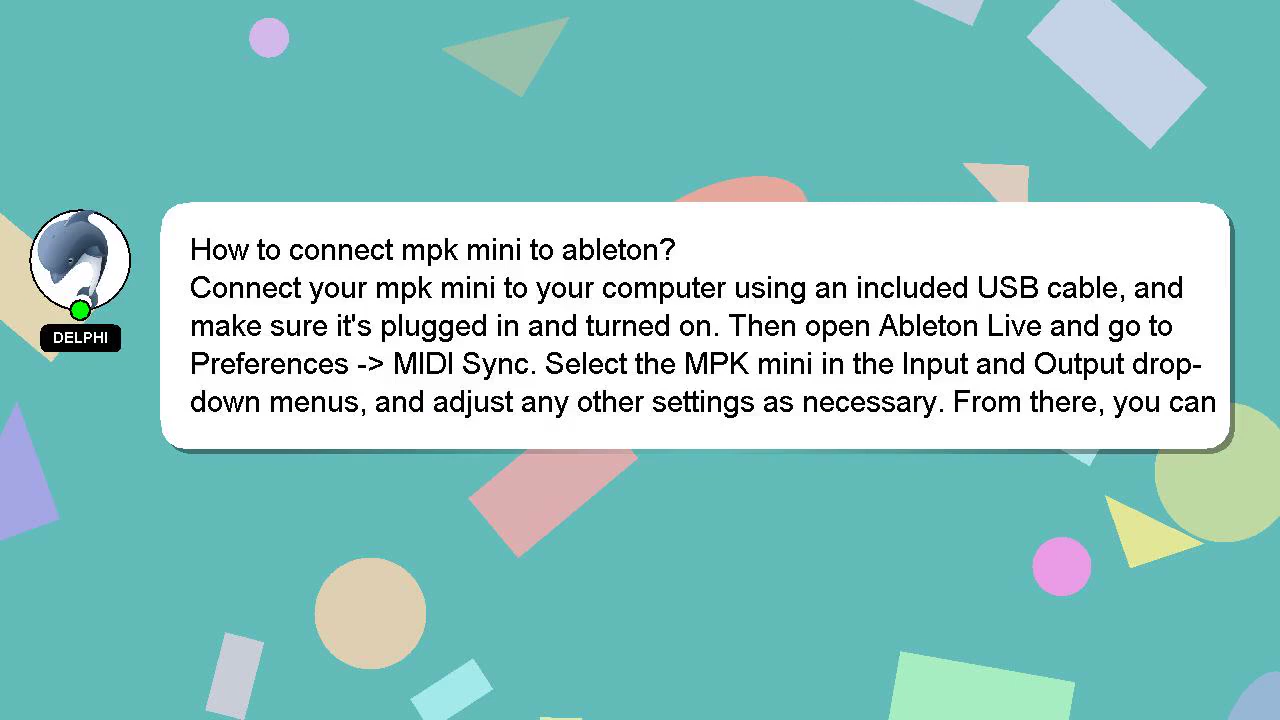 How to connect mpk mini to ableton?
Connect your mpk mini to your computer using an included USB cable, and
make sure it's plugged in and turned on. Then open Ableton Live and go to
Preferences -> MIDI Sync. Select the MPK mini in the Input and Output drop-
down menus, and adjust any other settings as necessary. From there, you can
DELPHI